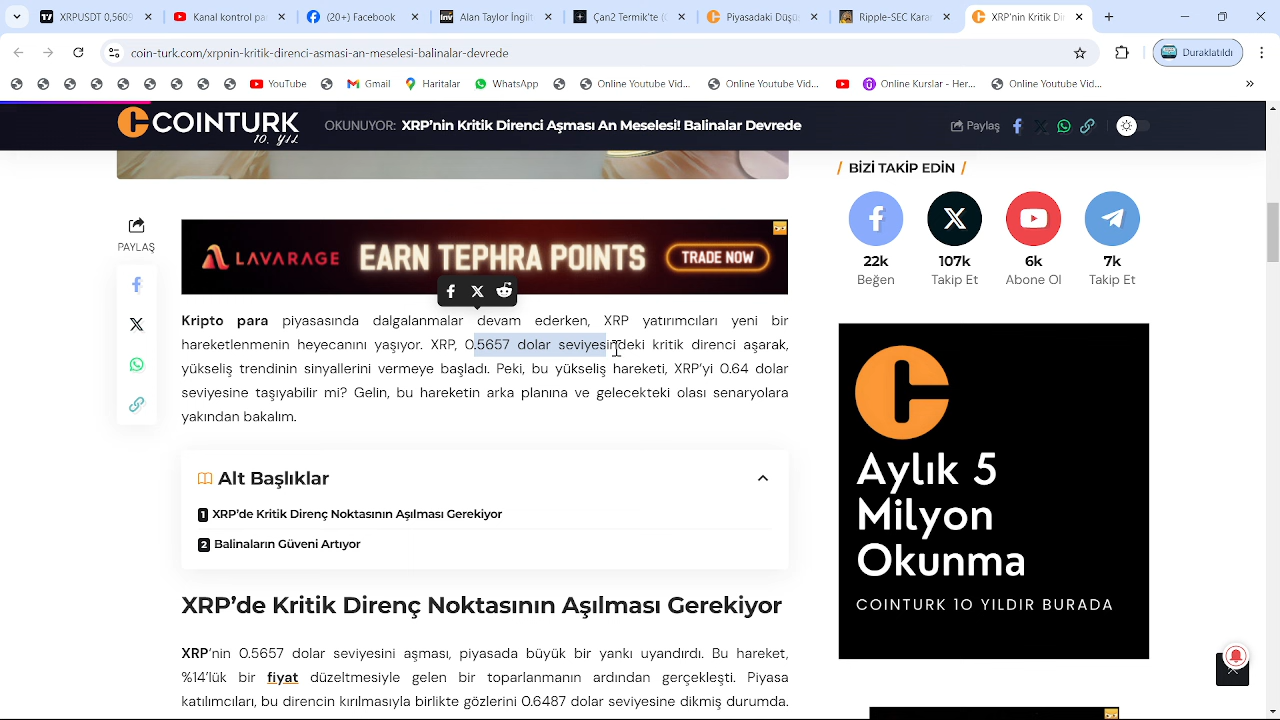 XRPUSDT 0,5605
YouTube
(20+) Facebook
Alanyaspor İngilt
Çan2 Termik'te (Ç
Piyasadaki Düşü
Ripple-SEC Karar
XRP'nin Kritik Dir
coin-turk.com/xrpnin-kritik-direnci-asmasi-an-meselesi-balinalar-devrede
Duraklatıldı
YouTube
Gmail
Haritalar
WhatsApp
Online Youtube Vid...
Online Youtube Vid...
Online Kurslar - He...
Online Youtube Vid...
COINTURK
10. yıl
OKUNUYOR: XRP'nin Kritik Direnci Aşması An Meselesi! Balinalar Devrede
Paylaş
BİZİ TAKİP EDİN
22k
Beğen
107k
Takip Et
6k
Abone Ol
7k
Takip Et
PAYLAŞ
LAVARAGE EARN TEPHRA POINTS TRADE NOW
Kripto para piyasasında dalgalanmalar devam ederken, XRP yatırımcıları yeni bir
hareketlenmenin heyecanını yaşıyor. XRP, 0.5657 dolar seviyesindeki kritik direnci aşarak,
yükseliş trendinin sinyallerini vermeye başladı. Peki, bu yükseliş hareketi, XRP'yi 0.64 dolar
seviyesine taşıyabilir mi? Gelin, bu hareketin arka planına ve gelecekteki olası senaryolara
yakından bakalım.
Alt Başlıklar
1 XRP'de Kritik Direnç Noktasının Aşılması Gerekiyor
2 Balinaların Güveni Artıyor
XRP'de Kritik Direnç Noktasının Aşılması Gerekiyor
XRP'nin 0.5657 dolar seviyesini aşması, piyasada büyük bir yankı uyandırdı. Bu hareket,
%14'lük bir fiyat düzeltmesiyle gelen bir toparlanmanın ardından gerçekleşti. Piyasa
katılımcıları, bu direncin kırılmasıyla birlikte gözlerini 0.6487 dolar seviyesine dikmiş durumda.
Aylık 5
Milyon
Okunma
COINTURK 10 YILDIR BURADA